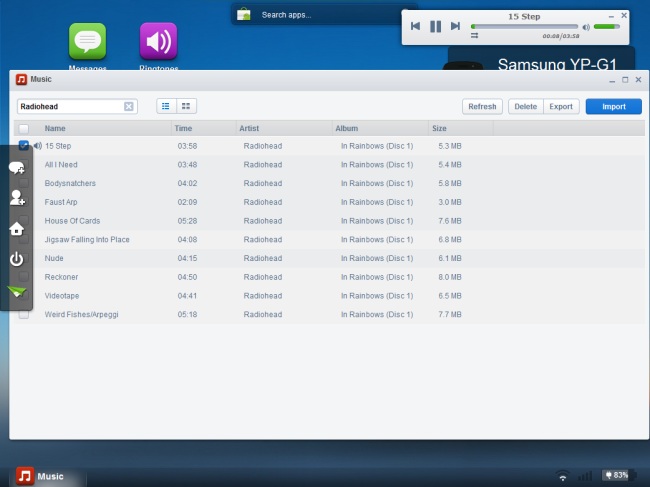 Search apps...
15 Step
00:08/03:58
Messages
Ringtones
Samsung YP-G1
Music
Radiohead
Refresh Delete Export Import
Name Time Artist Album Size
15 Step 03:58 Radiohead In Rainbows (Disc 1) 5.3 MB
All I Need 03:48 Radiohead In Rainbows (Disc 1) 5.4 MB
Bodysnatchers 04:02 Radiohead In Rainbows (Disc 1) 5.8 MB
Faust Arp 02:09 Radiohead In Rainbows (Disc 1) 3.0 MB
House Of Cards 05:28 Radiohead In Rainbows (Disc 1) 7.6 MB
Jigsaw Falling Into Place 04:08 Radiohead In Rainbows (Disc 1) 6.8 MB
Nude 04:15 Radiohead In Rainbows (Disc 1) 6.1 MB
Reckoner 04:50 Radiohead In Rainbows (Disc 1) 8.0 MB
Videotape 04:41 Radiohead In Rainbows (Disc 1) 6.5 MB
Weird Fishes/Arpeggi 05:18 Radiohead In Rainbows (Disc 1) 7.7 MB
Music
83%